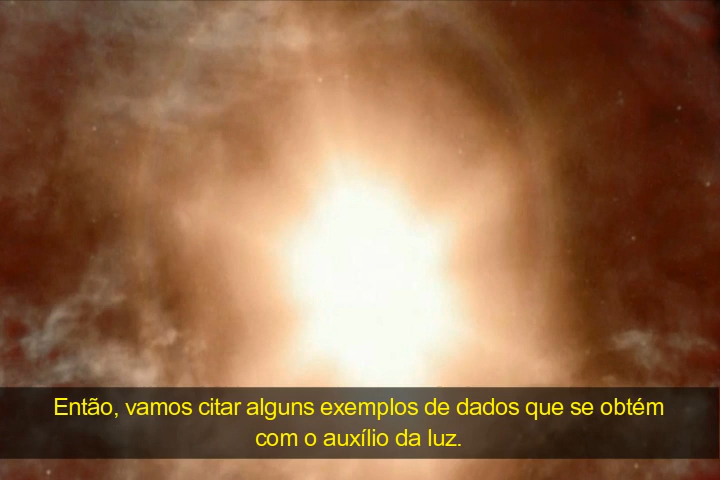 Então, vamos citar alguns exemplos de dados que se obtém
com o auxílio da luz.